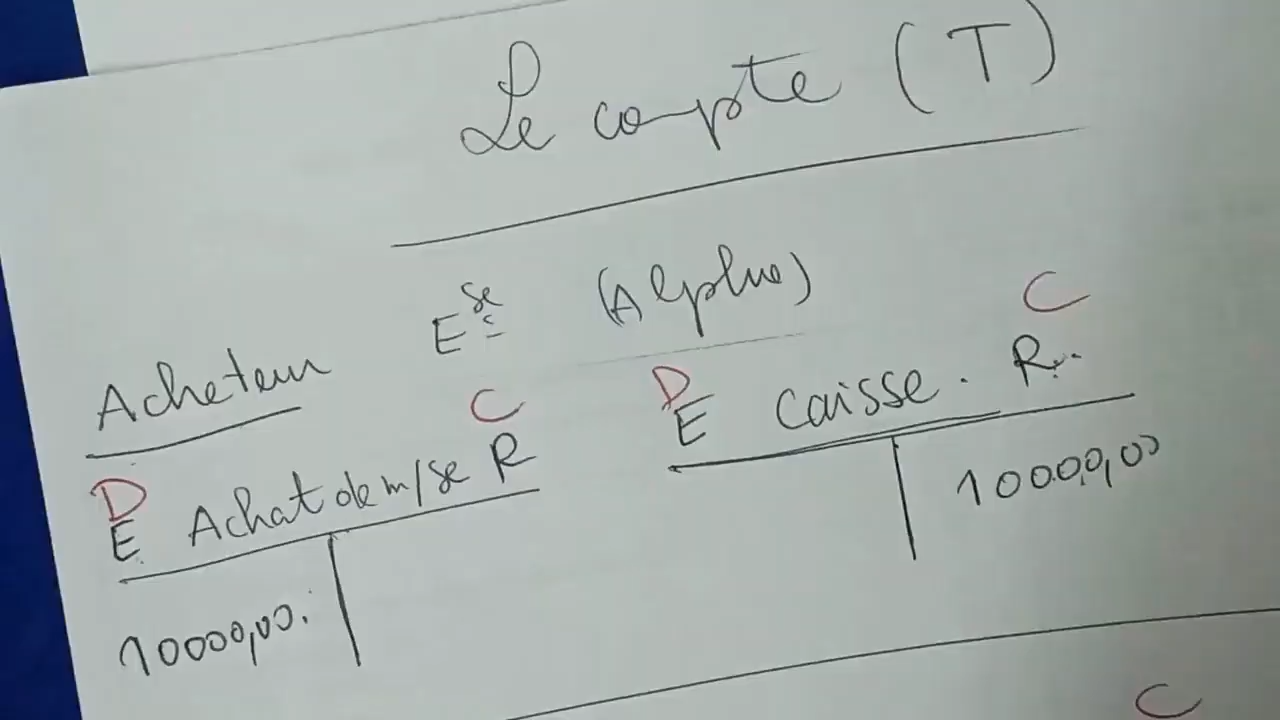 Le compte (T)
Ese (Alpha)
Acheteur
D C
E Achat de m/se R
10000,00.
D C
E Caisse. R..
10000,00
C